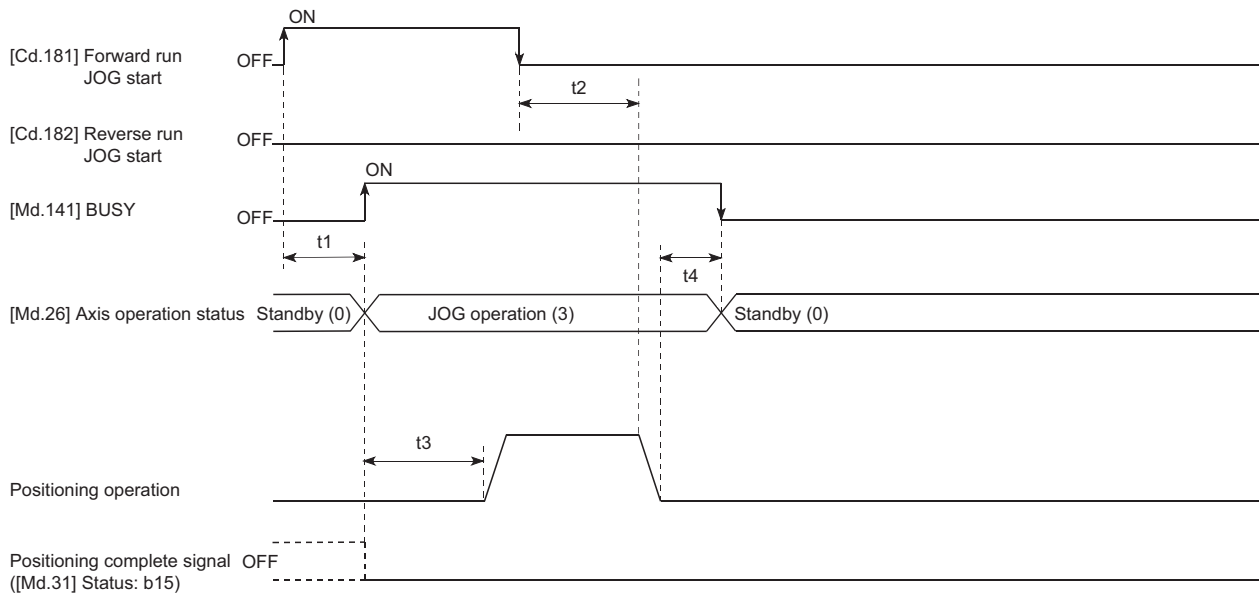 ON
[Cd.181] Forward run
JOG start
OFF
t2
[Cd.182] Reverse run
JOG start
OFF
ON
[Md.141] BUSY
OFF
t1
t4
[Md.26] Axis operation status
Standby (0)
JOG operation (3)
Standby (0)
t3
Positioning operation
Positioning complete signal
([Md.31] Status: b15)
OFF